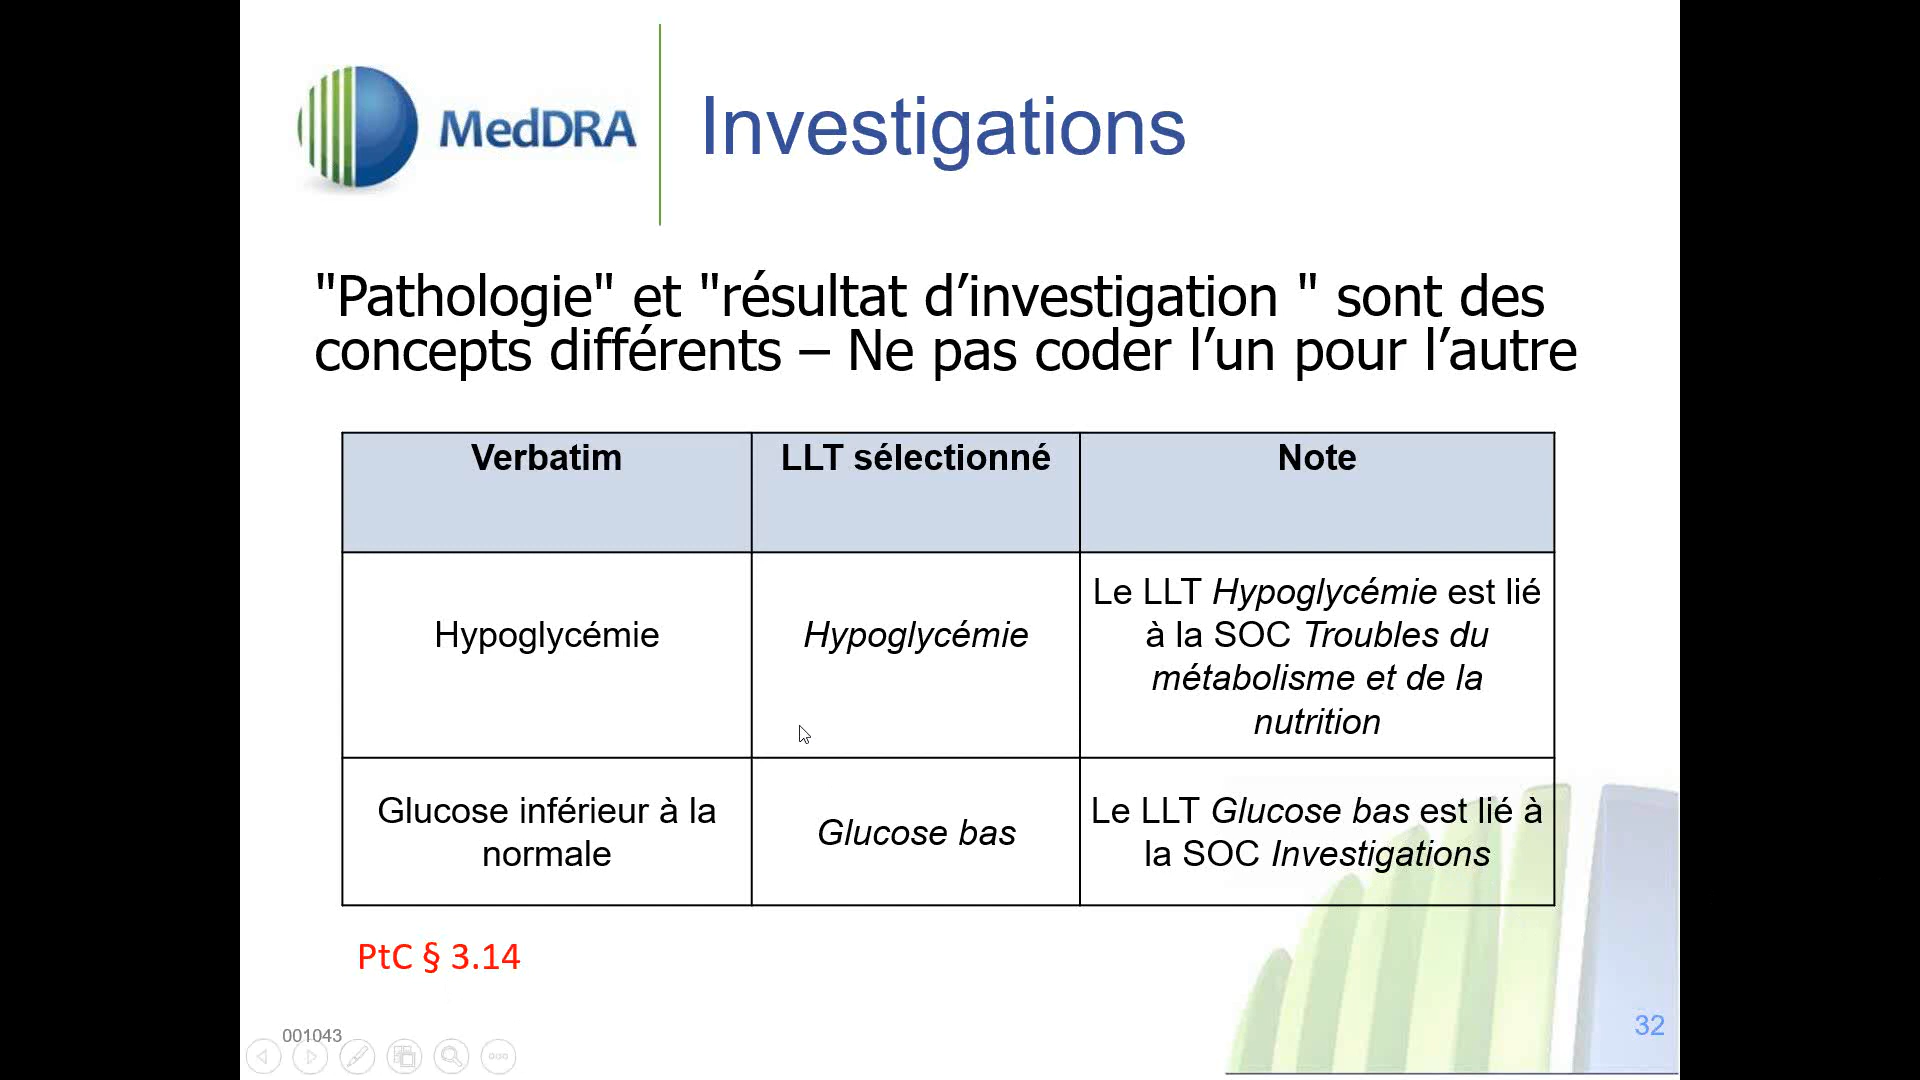 MedDRA
Investigations
"Pathologie" et "résultat d’investigation " sont des
concepts différents – Ne pas coder l’un pour l’autre
Verbatim
LLT sélectionné
Note
Hypoglycémie
Hypoglycémie
Le LLT Hypoglycémie est lié
à la SOC Troubles du
métabolisme et de la
nutrition
Glucose inférieur à la
normale
Glucose bas
Le LLT Glucose bas est lié à
la SOC Investigations
PtC § 3.14
001043
32